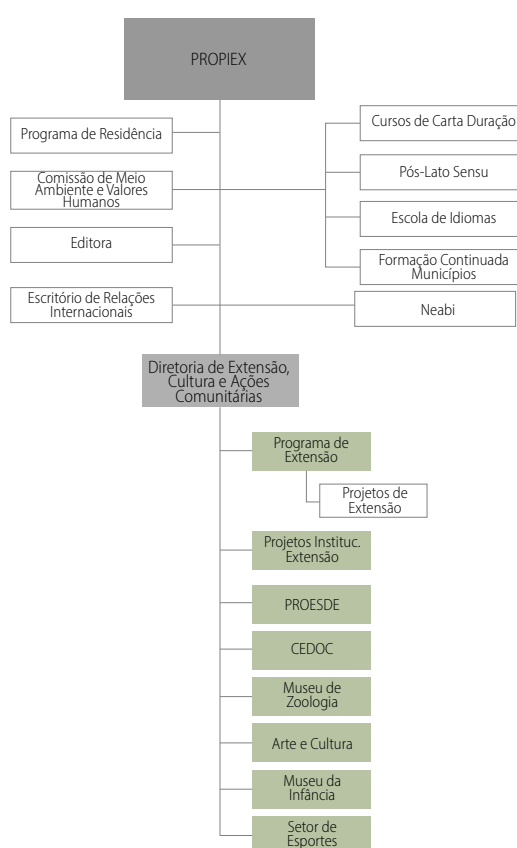 PROPIEX
Programa de Residência
Comissão de Meio
Ambiente e Valores
Humanos
Editora
Escritório de Relações
Internacionais
Cursos de Carta Duração
Pós-Lato Sensu
Escola de Idiomas
Formação Continuada
Municípios
Neabi
Diretoria de Extensão,
Cultura e Ações
Comunitárias
Programa de
Extensão
Projetos de
Extensão
Projetos Instituc.
Extensão
PROESDE
CEDOC
Museu de
Zoologia
Arte e Cultura
Museu da
Infância
Setor de
Esportes